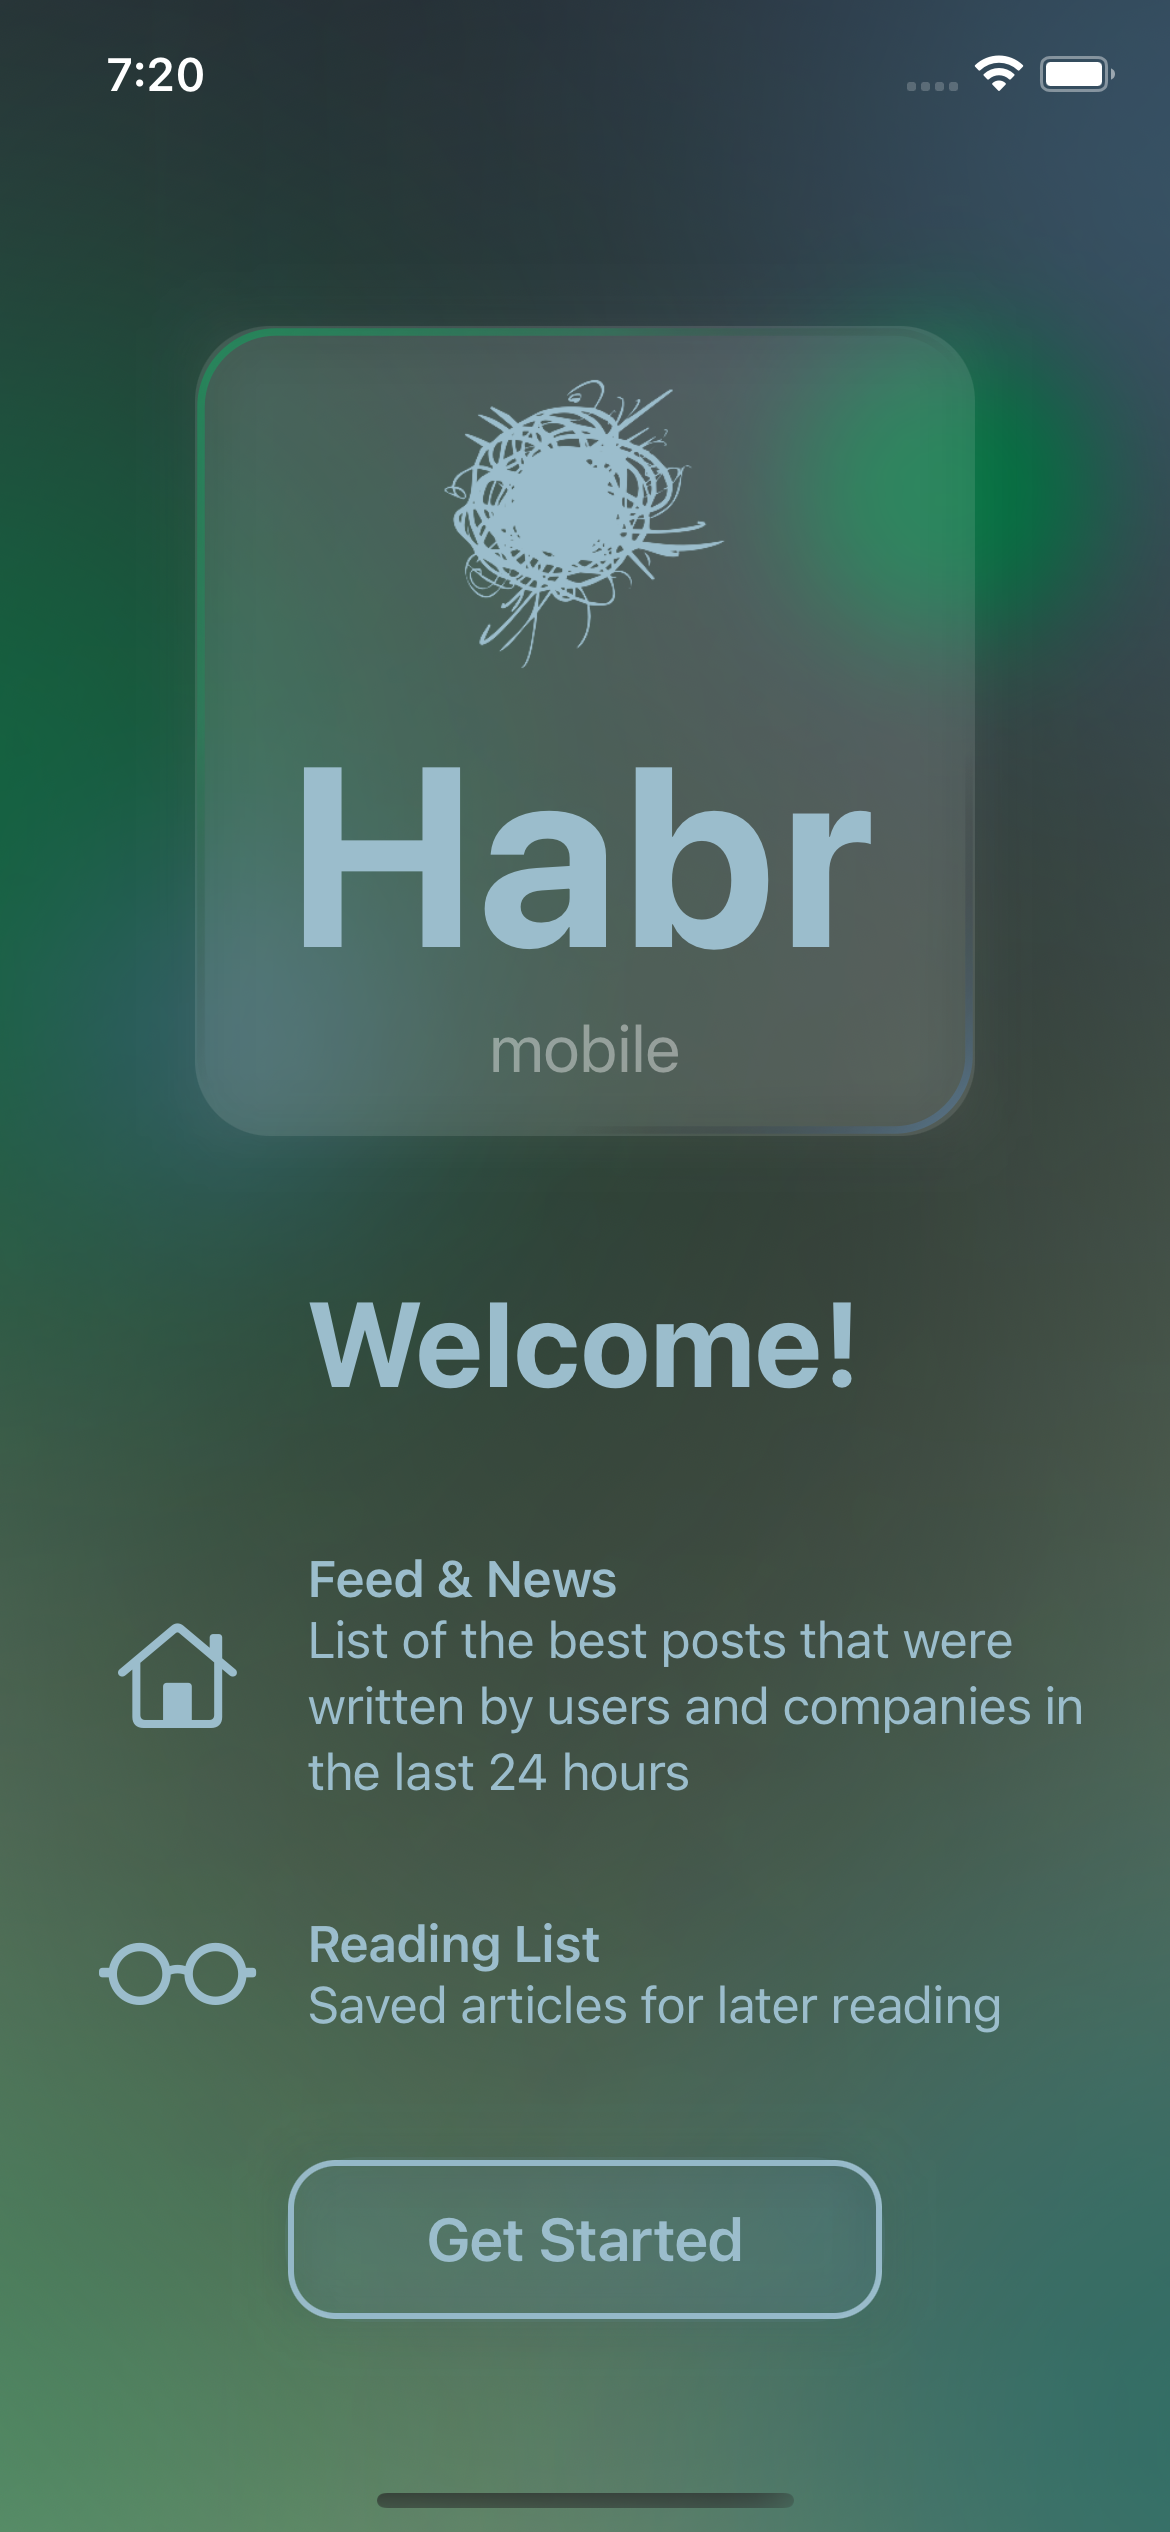 7:20
Habr
mobile
Welcome!
Feed & News
List of the best posts that were
written by users and companies in
the last 24 hours
Reading List
Saved articles for later reading
Get Started